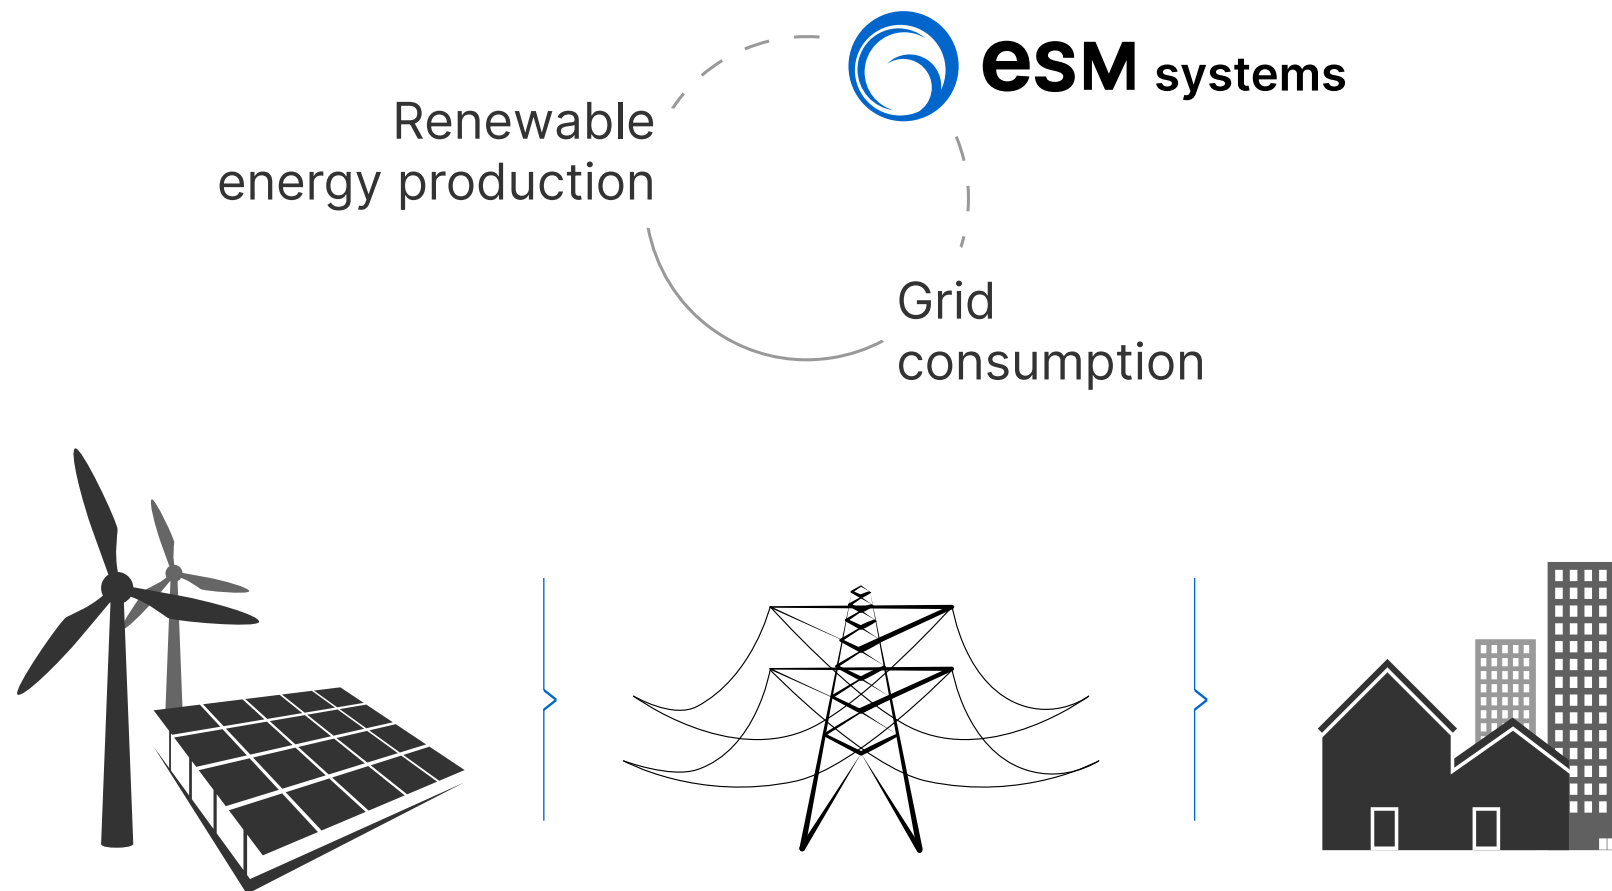 esm systems
Renewable
energy production
Grid
consumption